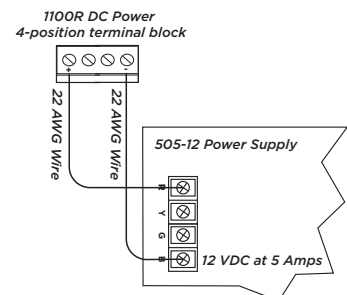 1100R DC Power
4-position terminal block
+ -
22 AWG Wire
22 AWG Wire
505-12 Power Supply
R
Y
G
B
12 VDC at 5 Amps